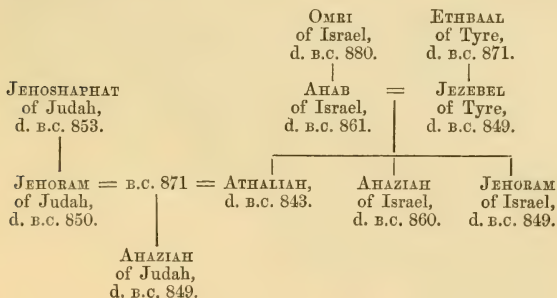 OMRI ETHBAAL
of Israel, of Tyre,
d. B.C. 880. d. B.C. 871.
JEHOSHAPHAT AHAB = JEZEBEL
of Judah, of Israel, of Tyre,
d. B.C. 853. d. B.C. 861. d. B.C. 849.
JEHORAM = B.C. 871 = ATHALIAH, AHAZIAH JEHORAM
of Judah, d. B.C. 843. of Israel, of Israel,
d. B.C. 850. d. B.C. 860. d. B.C. 849.
AHAZIAH
of Judah,
d. B.C. 849.